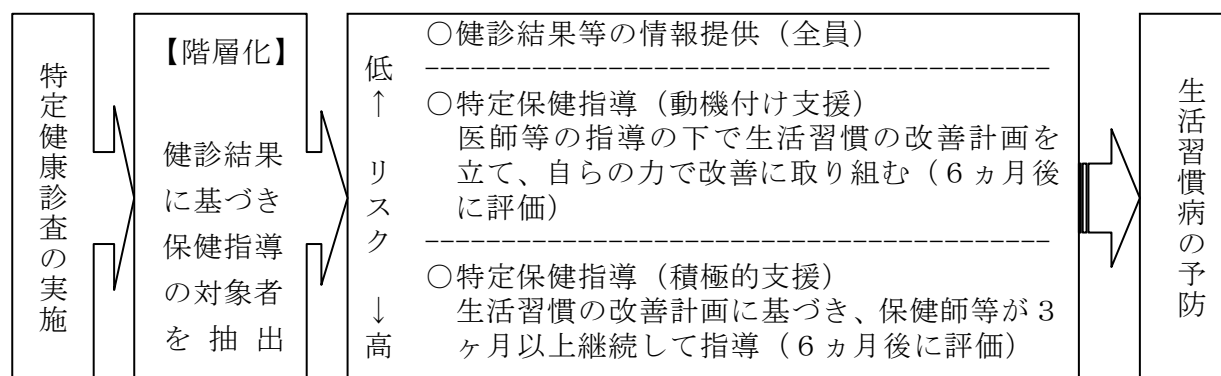 特定健康診査の実施
【階層化】
健診結果
に基づき
保健指導
の対象者
を抽出
低
↑
リスク
↓
高
○健診結果等の情報提供（全員）
○特定保健指導（動機付け支援）
医師等の指導の下で生活習慣の改善計画を
立て、自らの力で改善に取り組む（６ヵ月後
に評価）
○特定保健指導（積極的支援）
生活習慣の改善計画に基づき、保健師等が３
ヶ月以上継続して指導（６ヵ月後に評価）
生活習慣病の予防